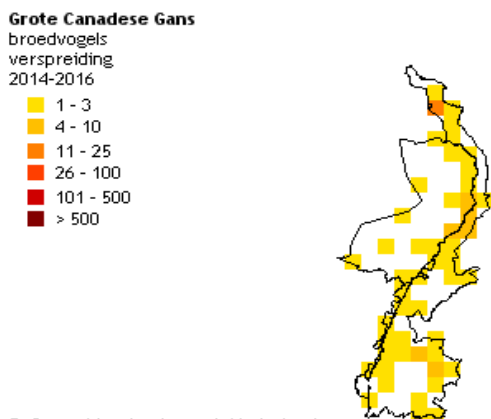 Grote Canadese Gans
broedvogels
verspreiding
2014-2016
1 - 3
4 - 10
11 - 25
26 - 100
101 - 500
> 500